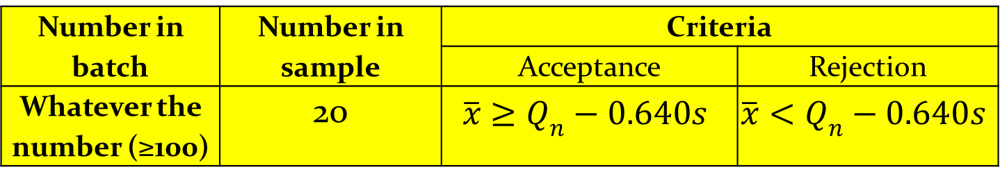 Number in
batch
Number in
sample
Criteria
Acceptance
Rejection
Whatever the
number (≥100)
20
x̅ ≥ Qₙ − 0.640s
x̅ < Qₙ − 0.640s